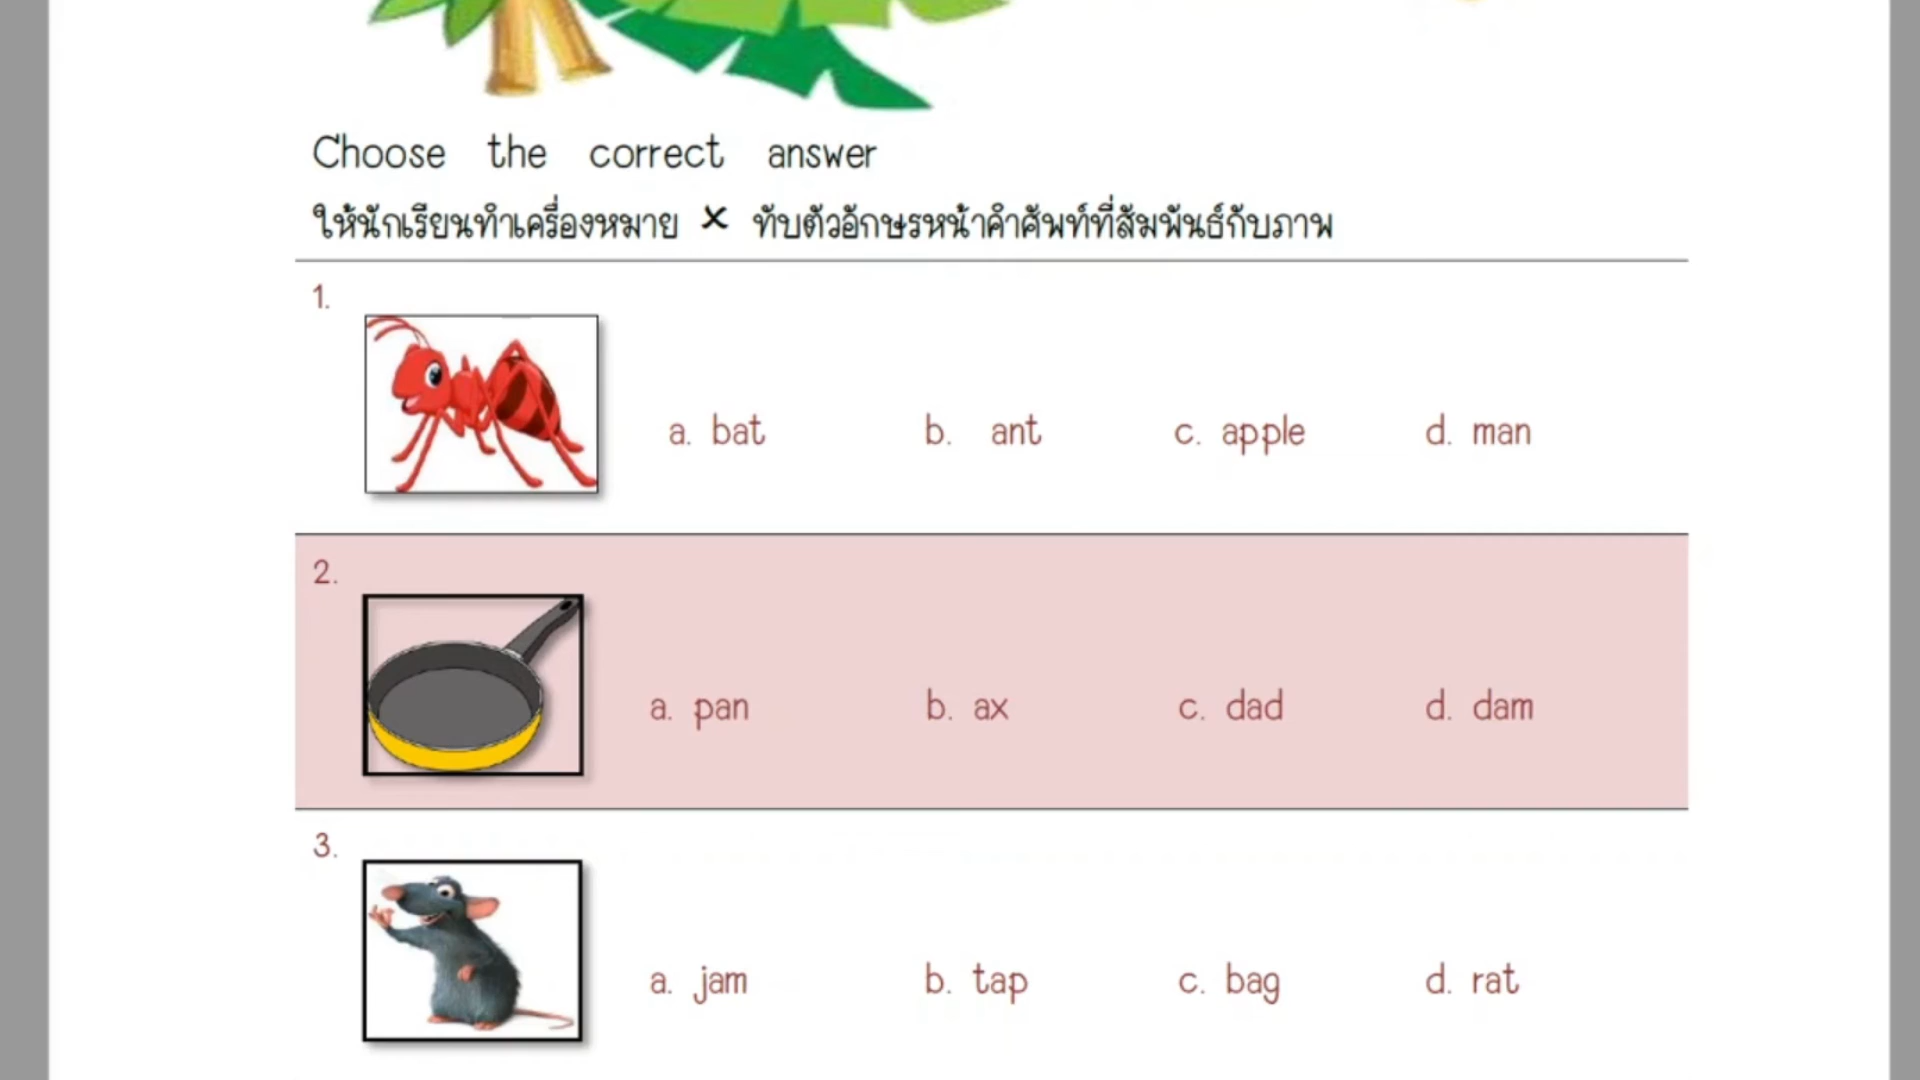 Choose the correct answer
ให้นักเรียนทำเครื่องหมาย × ทับตัวอักษรหน้าคำศัพท์ที่สัมพันธ์กับภาพ
1.
a. bat b. ant c. apple d. man
2.
a. pan b. ax c. dad d. dam
3.
a. jam b. tap c. bag d. rat